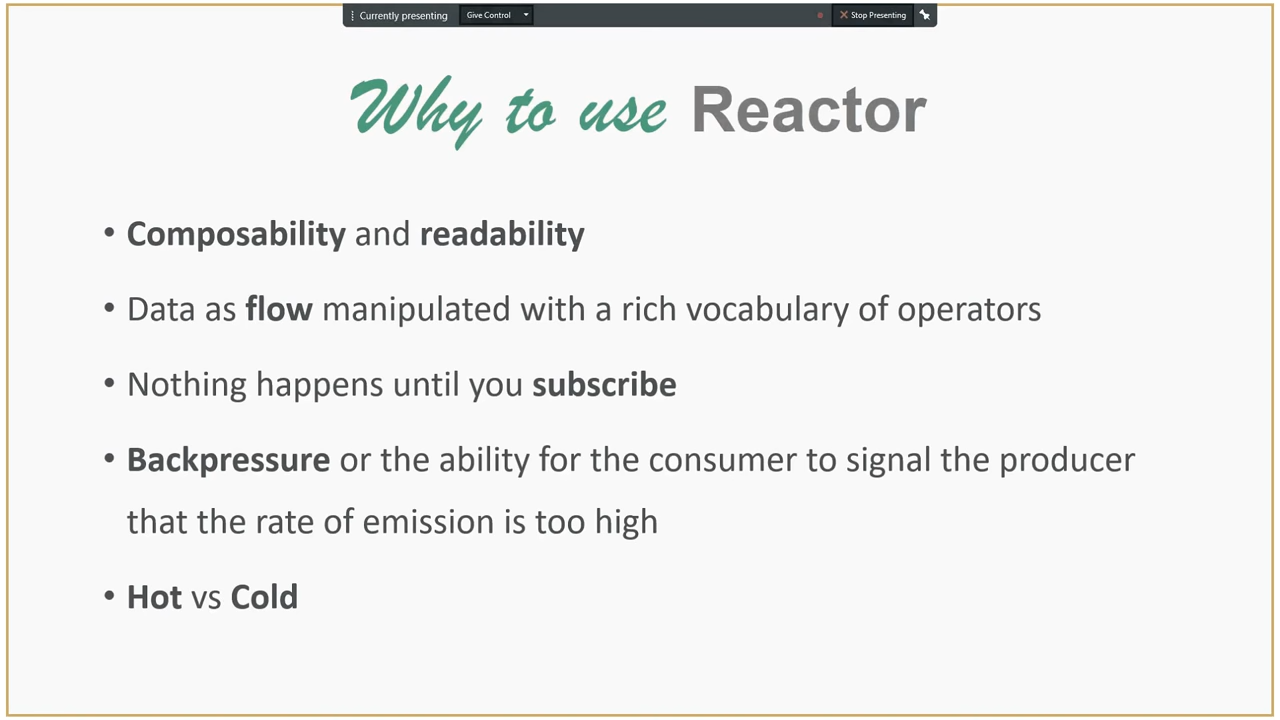 Currently presenting Give Control Stop Presenting
Why to use Reactor
• Composability and readability
• Data as flow manipulated with a rich vocabulary of operators
• Nothing happens until you subscribe
• Backpressure or the ability for the consumer to signal the producer
that the rate of emission is too high
• Hot vs Cold